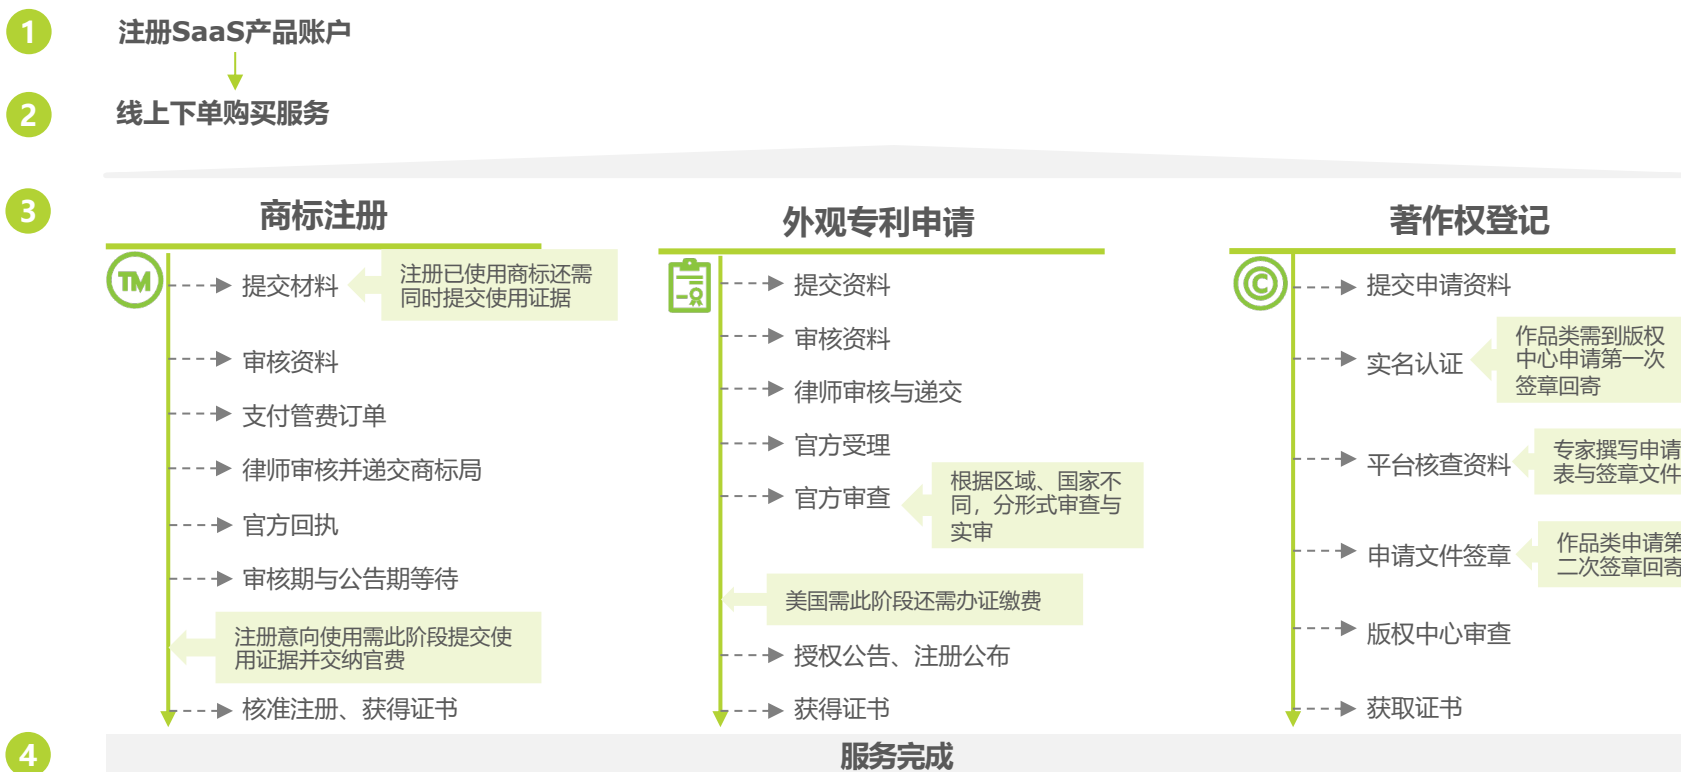 1
注册SaaS产品账户
2
线上下单购买服务
3
商标注册
TM
提交材料
注册已使用商标还需
同时提交使用证据
审核资料
支付管费订单
律师审核并递交商标局
官方回执
审核期与公告期等待
注册意向使用需此阶段提交使
用证据并交纳官费
核准注册、获得证书
外观专利申请
提交资料
审核资料
律师审核与递交
官方受理
官方审查
根据区域、国家不
同，分形式审查与
实审
美国需此阶段还需办证缴费
授权公告、注册公布
获得证书
著作权登记
©
提交申请资料
实名认证
作品类需到版权
中心申请第一次
签章回寄
平台核查资料
专家撰写申请
表与签章文件
申请文件签章
作品类申请第
二次签章回寄
版权中心审查
获取证书
4
服务完成